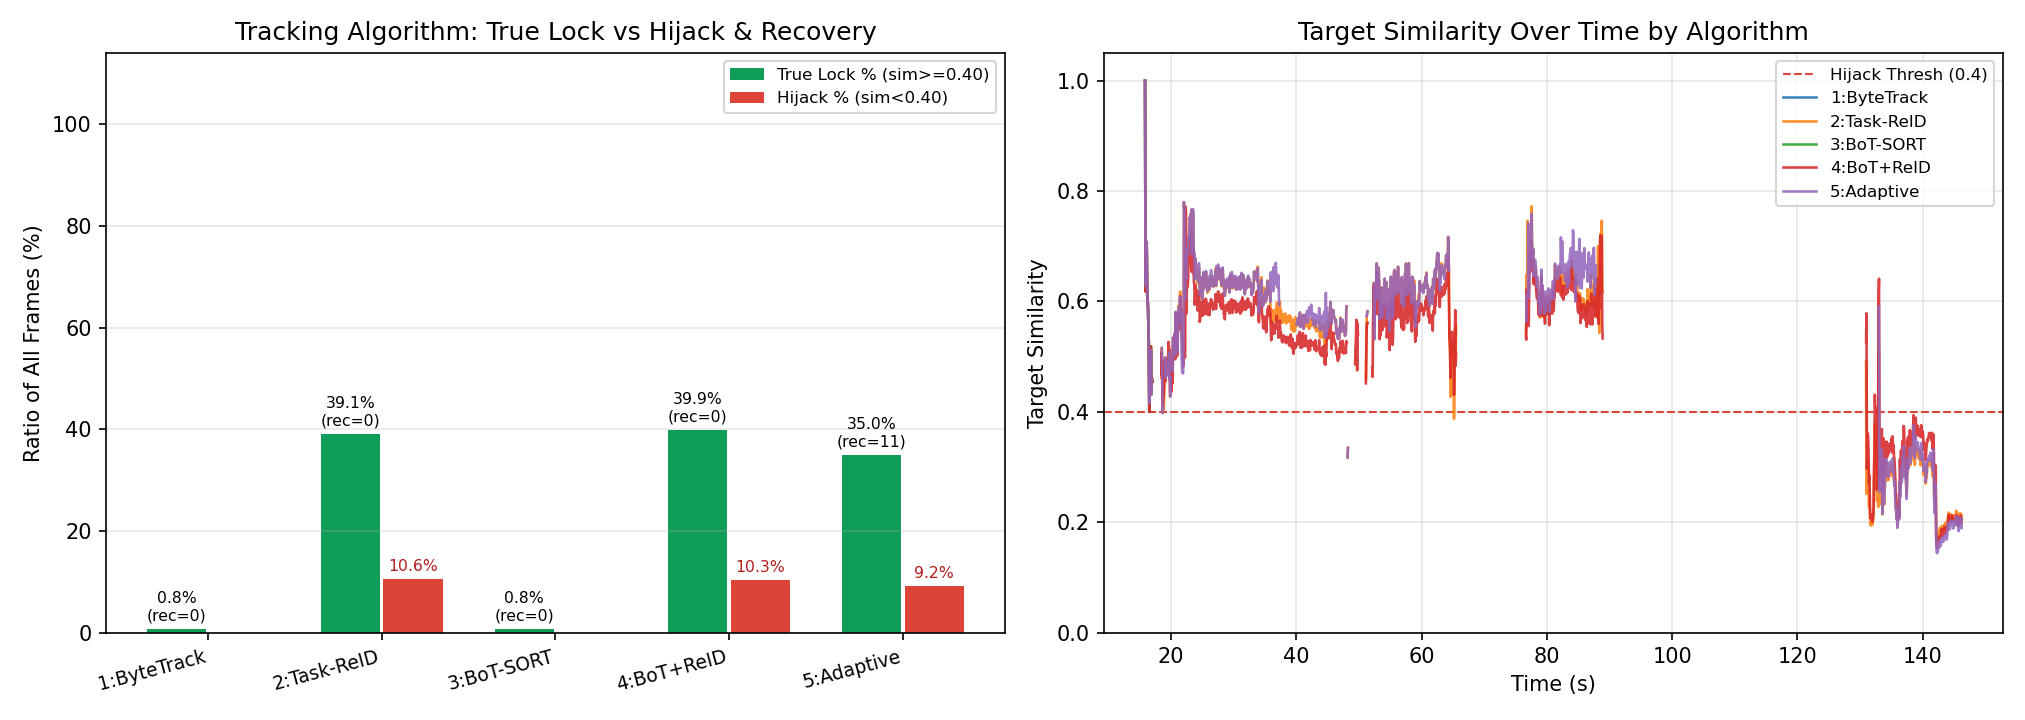 Tracking Algorithm: True Lock vs Hijack & Recovery
Ratio of All Frames (%)
100
80
60
40
20
0
True Lock % (sim>=0.40)
Hijack % (sim<0.40)
0.8%
(rec=0)
39.1%
(rec=0)
10.6%
0.8%
(rec=0)
39.9%
(rec=0)
10.3%
35.0%
(rec=11)
9.2%
1:ByteTrack
2:Task-ReID
3:BoT-SORT
4:BoT+ReID
5:Adaptive
Target Similarity Over Time by Algorithm
Target Similarity
1.0
0.8
0.6
0.4
0.2
0.0
Hijack Thresh (0.4)
1:ByteTrack
2:Task-ReID
3:BoT-SORT
4:BoT+ReID
5:Adaptive
20
40
60
80
100
120
140
Time (s)